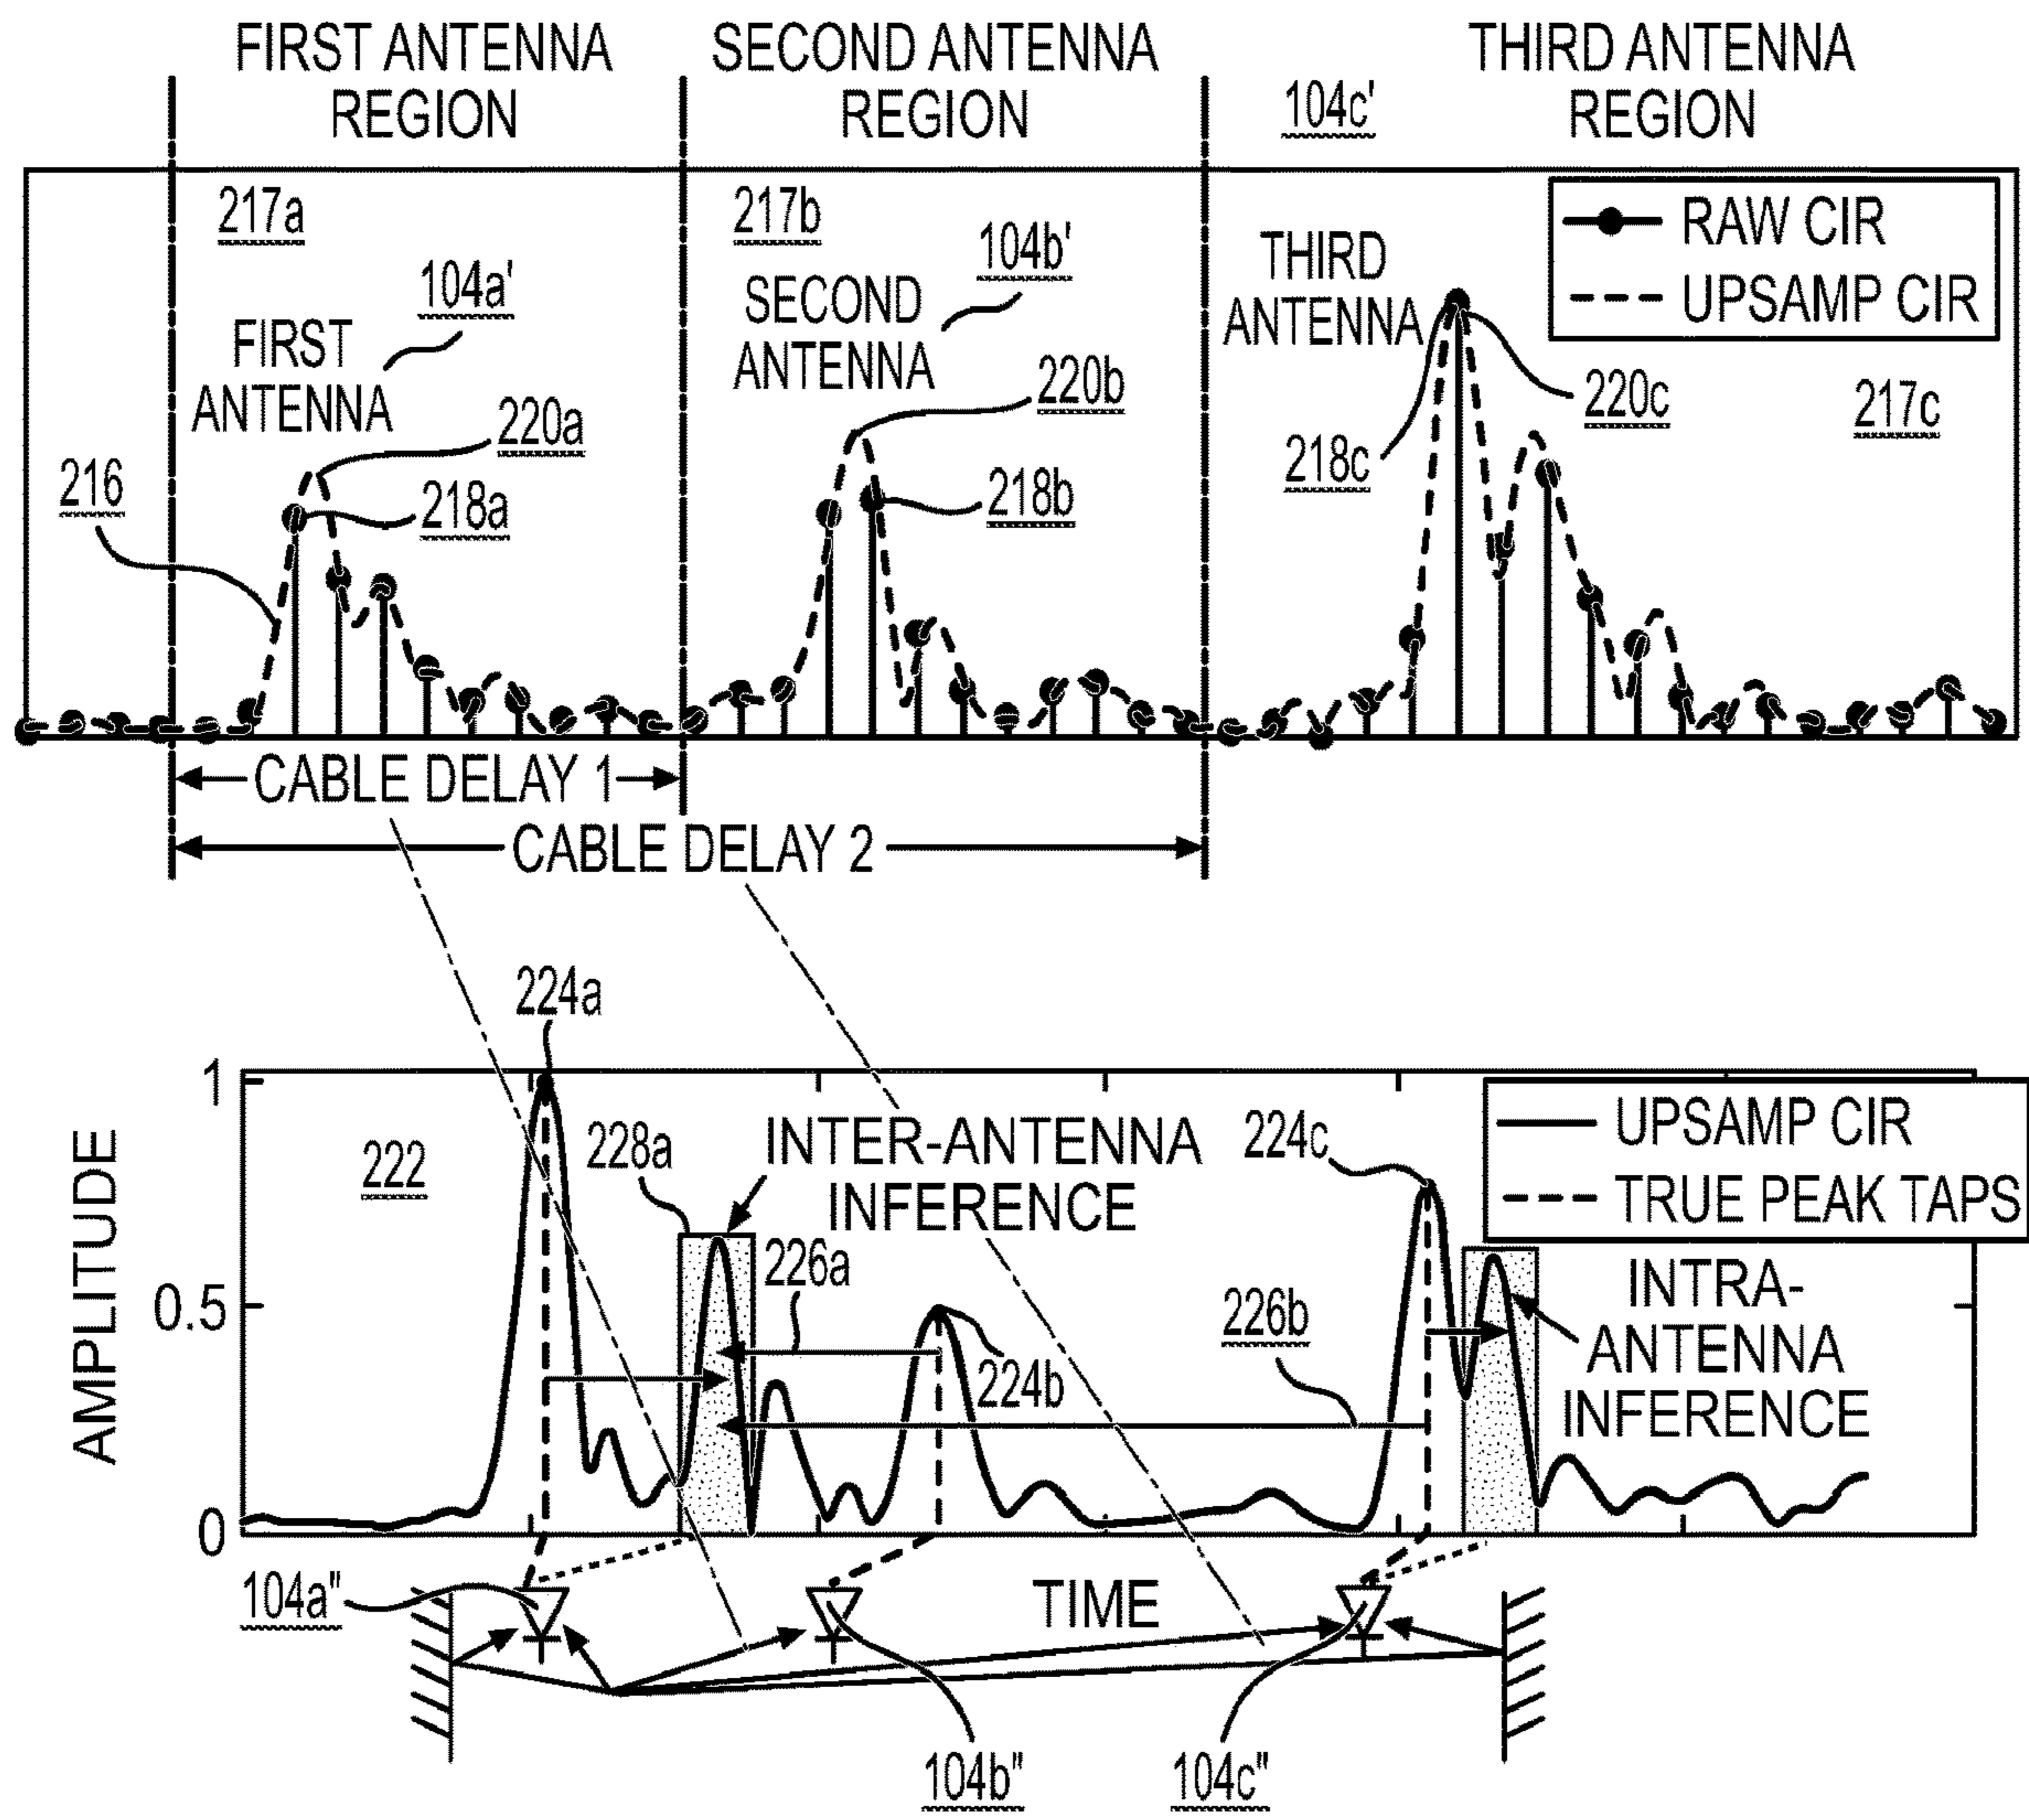 FIRST ANTENNA
REGION
SECOND ANTENNA
REGION
THIRD ANTENNA
REGION
104c'
217a
217b
RAW CIR
UPSAMP CIR
104a'
104b'
FIRST
ANTENNA
SECOND
ANTENNA
THIRD
ANTENNA
220a
220b
220c
217c
216
218a
218b
218c
CABLE DELAY 1
CABLE DELAY 2
224a
1
AMPLITUDE
222
228a
INTER-ANTENNA
INFERENCE
224c
UPSAMP CIR
TRUE PEAK TAPS
226a
0.5
224b
226b
INTRA-
ANTENNA
INFERENCE
0
104a"
TIME
104b"
104c"